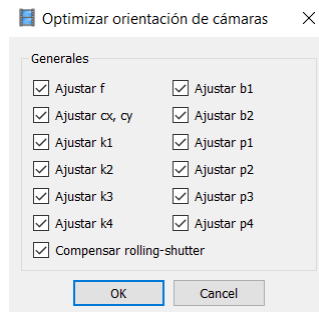 Optimizar orientación de cámaras
Generales
Ajustar f Ajustar b1
Ajustar cx, cy Ajustar b2
Ajustar k1 Ajustar p1
Ajustar k2 Ajustar p2
Ajustar k3 Ajustar p3
Ajustar k4 Ajustar p4
Compensar rolling-shutter
OK Cancel